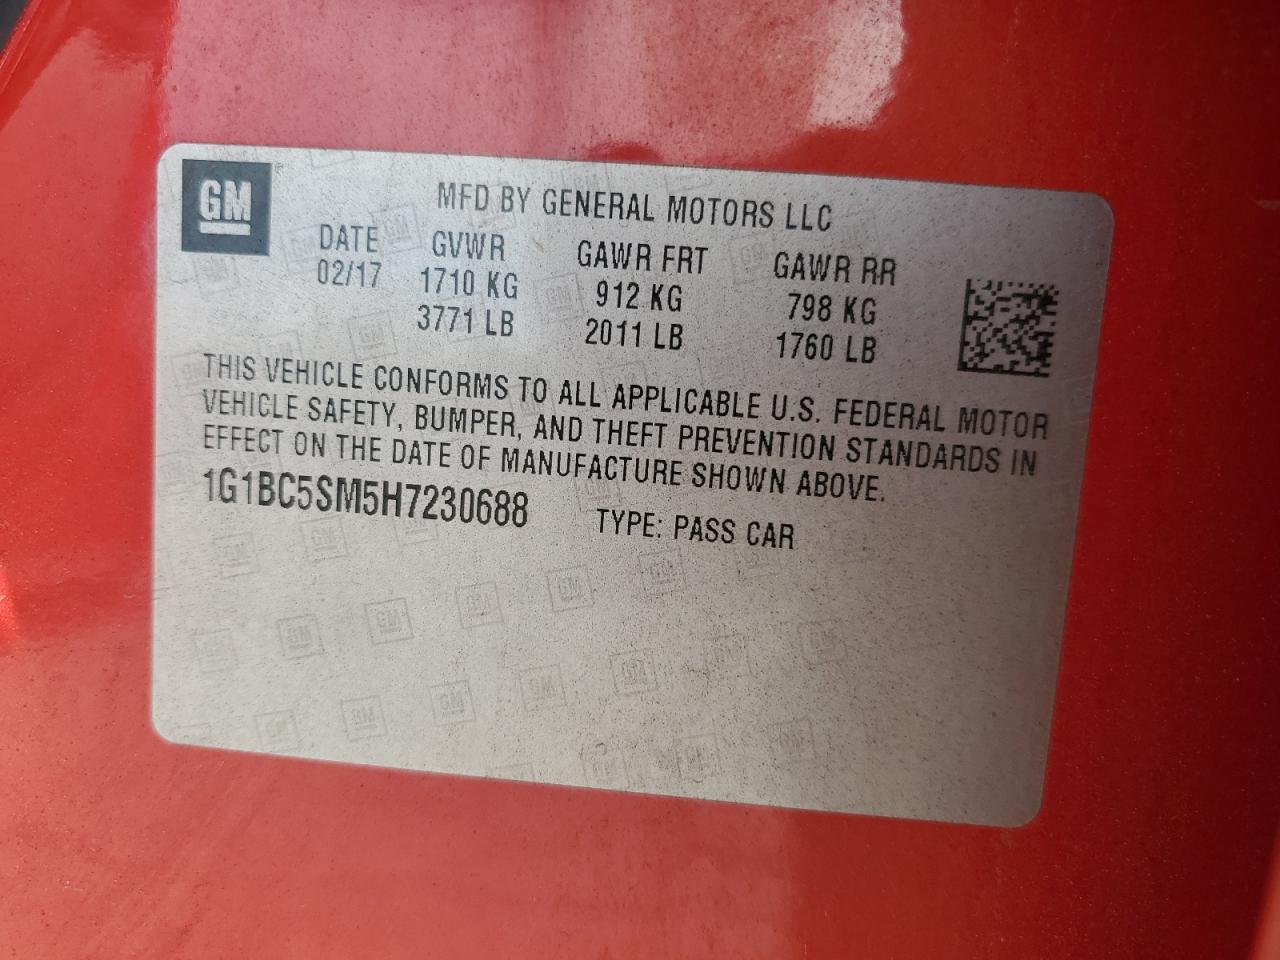 GM
MFD BY GENERAL MOTORS LLC
DATE GVWR GAWR FRT GAWR RR
02/17 1710 KG 912 KG 798 KG
3771 LB 2011 LB 1760 LB
THIS VEHICLE CONFORMS TO ALL APPLICABLE U.S. FEDERAL MOTOR
VEHICLE SAFETY, BUMPER, AND THEFT PREVENTION STANDARDS IN
EFFECT ON THE DATE OF MANUFACTURE SHOWN ABOVE.
1G1BC5SM5H7230688 TYPE: PASS CAR